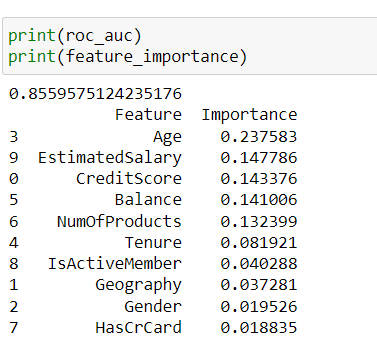 print(roc_auc)
print(feature_importance)
0.8559575124235176
Feature Importance
3 Age 0.237583
9 EstimatedSalary 0.147786
0 CreditScore 0.143376
5 Balance 0.141006
6 NumOfProducts 0.132399
4 Tenure 0.081921
8 IsActiveMember 0.040288
1 Geography 0.037281
2 Gender 0.019526
7 HasCrCard 0.018835